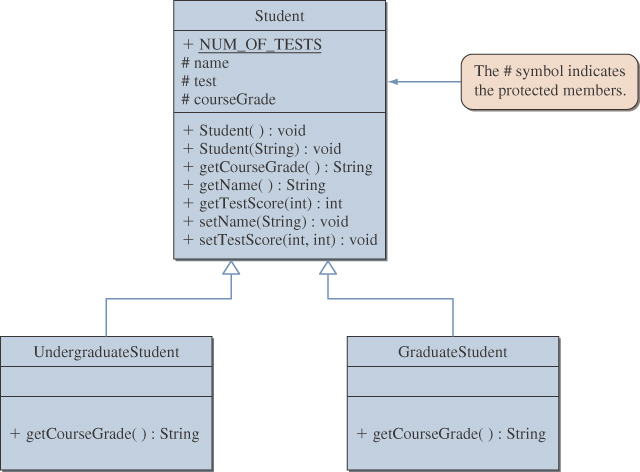 Student
+ NUM_OF_TESTS
# name
# test
# courseGrade
The # symbol indicates
the protected members.
+ Student( ) : void
+ Student(String) : void
+ getCourseGrade( ) : String
+ getName( ) : String
+ getTestScore(int) : int
+ setName(String) : void
+ setTestScore(int, int) : void
UndergraduateStudent
+ getCourseGrade( ) : String
GraduateStudent
+ getCourseGrade( ) : String